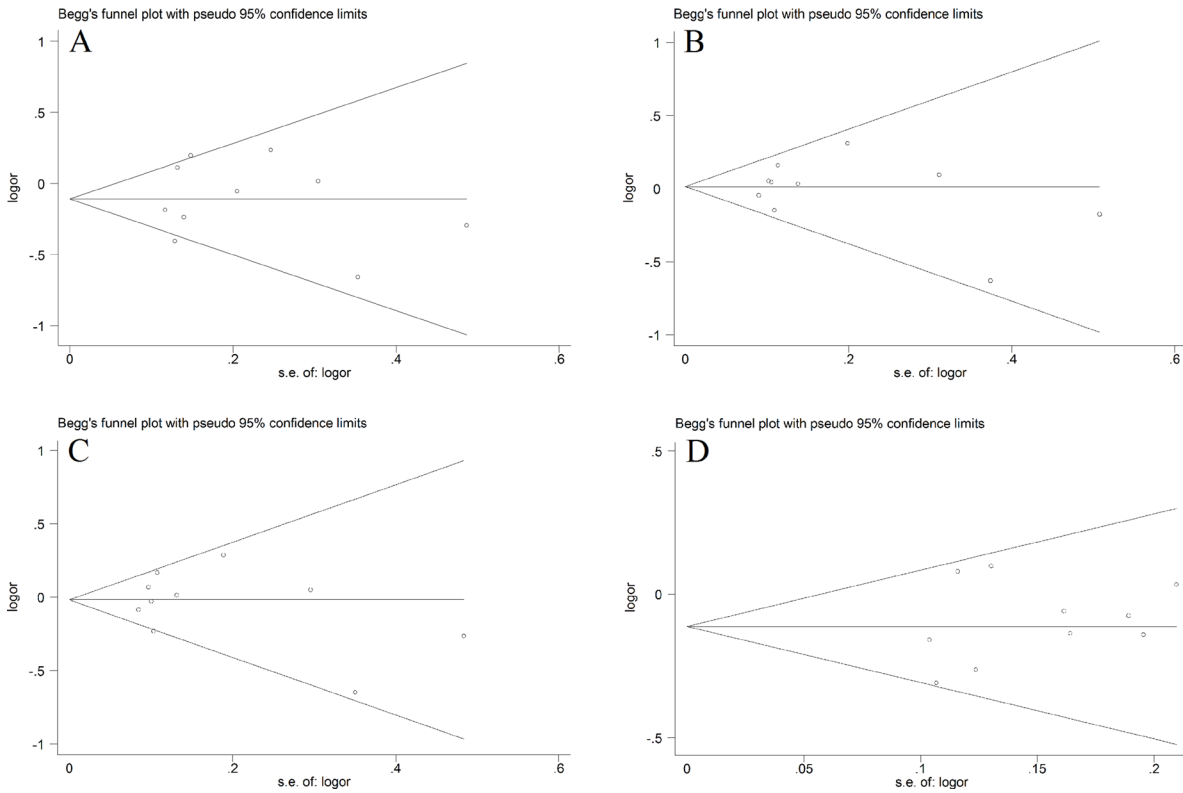 Begg's funnel plot with pseudo 95% confidence limits
A
1
.5
0
-.5
-1
logor
0
.2
.4
.6
s.e. of: logor
Begg's funnel plot with pseudo 95% confidence limits
B
1
.5
0
-.5
-1
logor
0
.2
.4
.6
s.e. of: logor
Begg's funnel plot with pseudo 95% confidence limits
C
1
.5
0
-.5
-1
logor
0
.2
.4
.6
s.e. of: logor
Begg's funnel plot with pseudo 95% confidence limits
D
.5
0
-.5
logor
0
.05
.1
.15
.2
s.e. of: logor